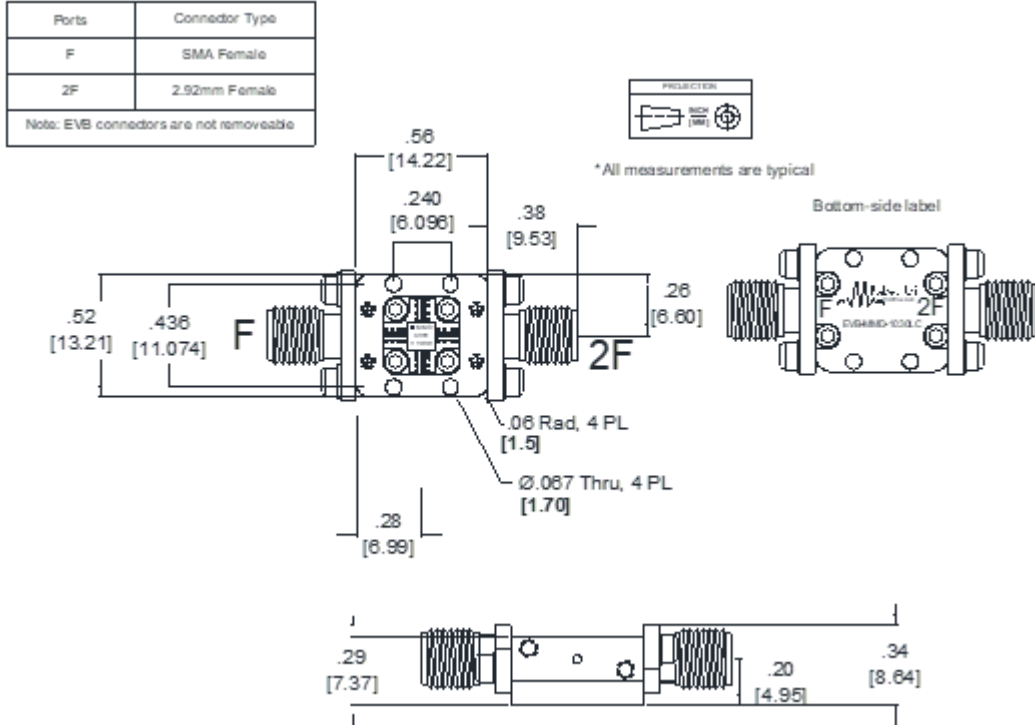 Ports Connector Type
F SMA Female
2F 2.92mm Female
Note: EVB connectors are not removeable
PROJECTION
INCH
[MM]
*All measurements are typical
Bottom-side label
.56
[14.22]
.240
[6.096]
.38
[9.53]
.52
[13.21]
.436
[11.074]
F
2F
.26
[6.60]
.06 Rad, 4 PL
[1.5]
Ø.067 Thru, 4 PL
[1.70]
.28
[6.99]
F
2F
.29
[7.37]
.20
[4.95]
.34
[8.64]